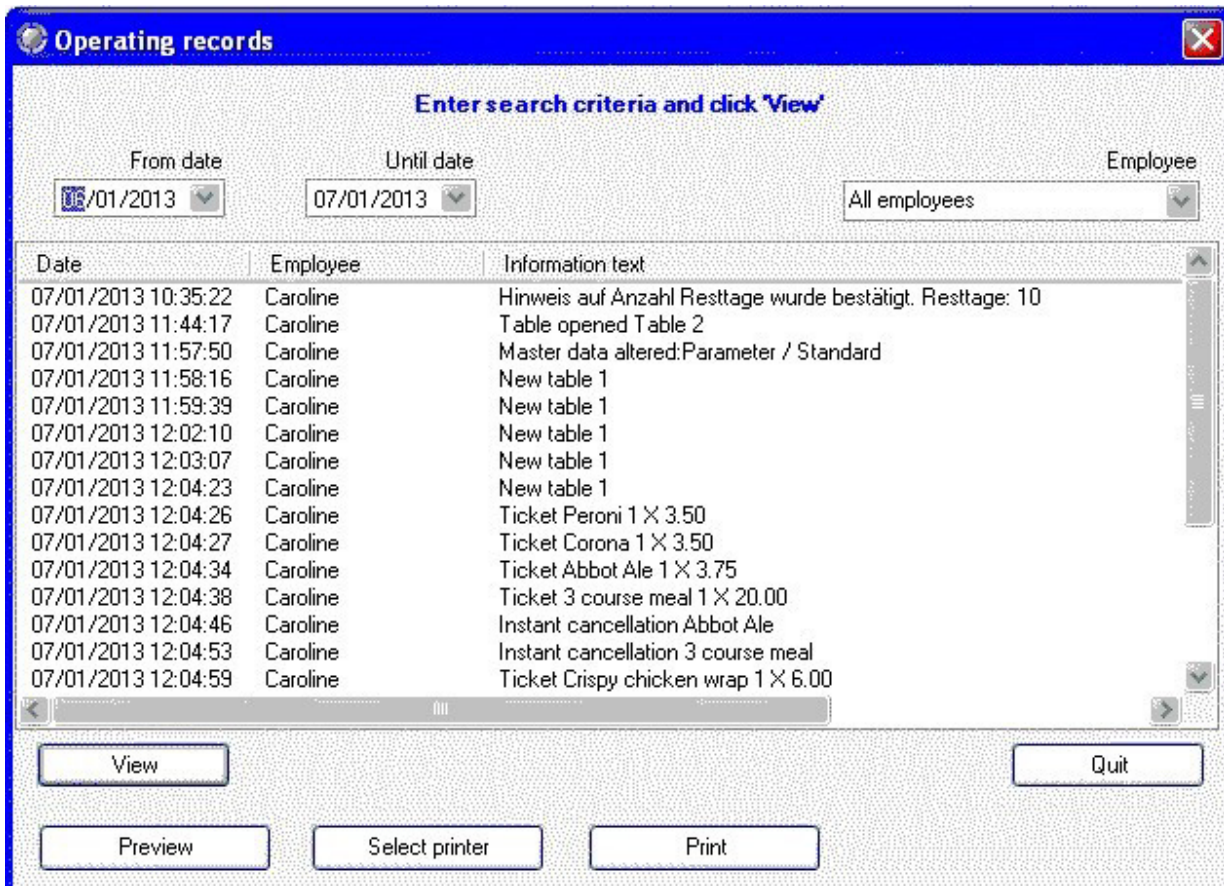 Operating records
Enter search criteria and click 'View'
From date Until date Employee
06/01/2013 07/01/2013 All employees
Date Employee Information text
07/01/2013 10:35:22 Caroline Hinweis auf Anzahl Resttage wurde bestätigt. Resttage: 10
07/01/2013 11:44:17 Caroline Table opened Table 2
07/01/2013 11:57:50 Caroline Master data altered:Parameter / Standard
07/01/2013 11:58:16 Caroline New table 1
07/01/2013 11:59:39 Caroline New table 1
07/01/2013 12:02:10 Caroline New table 1
07/01/2013 12:03:07 Caroline New table 1
07/01/2013 12:04:23 Caroline New table 1
07/01/2013 12:04:26 Caroline Ticket Peroni 1 X 3.50
07/01/2013 12:04:27 Caroline Ticket Corona 1 X 3.50
07/01/2013 12:04:34 Caroline Ticket Abbot Ale 1 X 3.75
07/01/2013 12:04:38 Caroline Ticket 3 course meal 1 X 20.00
07/01/2013 12:04:46 Caroline Instant cancellation Abbot Ale
07/01/2013 12:04:53 Caroline Instant cancellation 3 course meal
07/01/2013 12:04:59 Caroline Ticket Crispy chicken wrap 1 X 6.00
View Quit
Preview Select printer Print